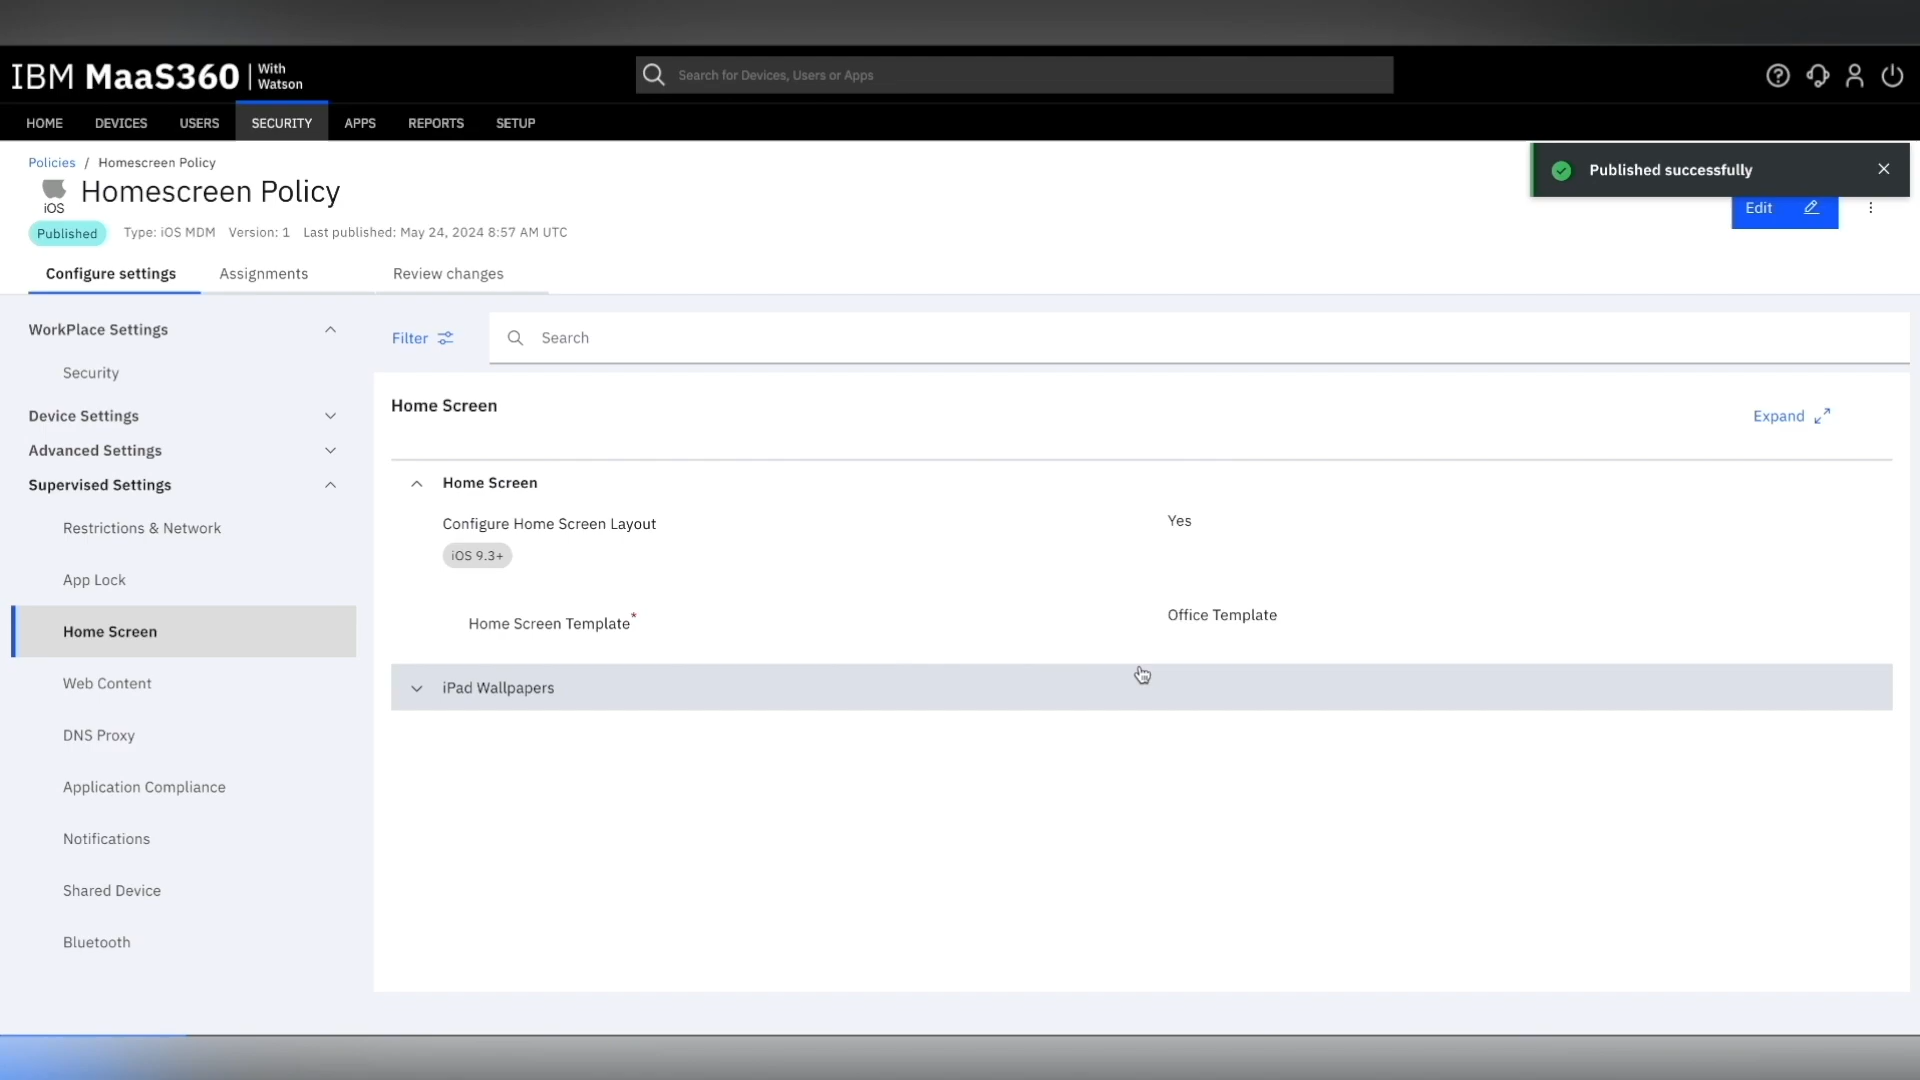 IBM MaaS360 | With Watson
Search for Devices, Users or Apps
HOME DEVICES USERS SECURITY APPS REPORTS SETUP
Policies / Homescreen Policy
Published successfully
iOS
Homescreen Policy
Edit
Published Type: iOS MDM Version: 1 Last published: May 24, 2024 8:57 AM UTC
Configure settings Assignments Review changes
WorkPlace Settings
Security
Device Settings
Advanced Settings
Supervised Settings
Restrictions & Network
App Lock
Home Screen
Web Content
DNS Proxy
Application Compliance
Notifications
Shared Device
Bluetooth
Filter
Search
Home Screen
Expand
Home Screen
Configure Home Screen Layout Yes
iOS 9.3+
Home Screen Template* Office Template
iPad Wallpapers